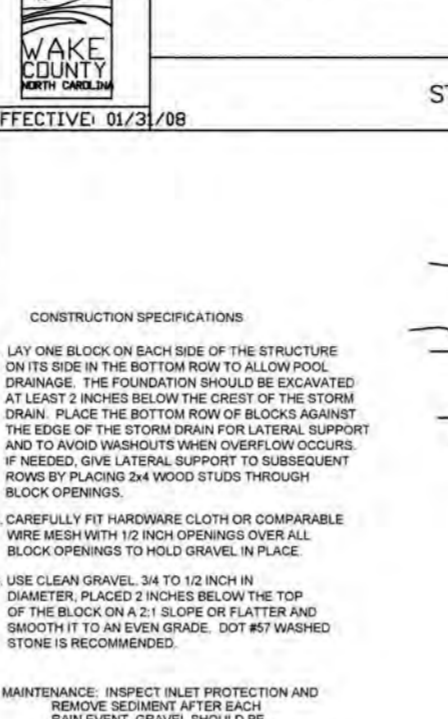 WAKE
COUNTY
NORTH CAROLINA
FFECTIVE: 01/31/08
ST
CONSTRUCTION SPECIFICATIONS
LAY ONE BLOCK ON EACH SIDE OF THE STRUCTURE
ON ITS SIDE IN THE BOTTOM ROW TO ALLOW POOL
DRAINAGE. THE FOUNDATION SHOULD BE EXCAVATED
AT LEAST 2 INCHES BELOW THE CREST OF THE STORM
DRAIN. PLACE THE BOTTOM ROW OF BLOCKS AGAINST
THE EDGE OF THE STORM DRAIN FOR LATERAL SUPPORT
AND TO AVOID WASHOUTS WHEN OVERFLOW OCCURS.
IF NEEDED, GIVE LATERAL SUPPORT TO SUBSEQUENT
ROWS BY PLACING 2x4 WOOD STUDS THROUGH
BLOCK OPENINGS.
CAREFULLY FIT HARDWARE CLOTH OR COMPARABLE
WIRE MESH WITH 1/2 INCH OPENINGS OVER ALL
BLOCK OPENINGS TO HOLD GRAVEL IN PLACE.
USE CLEAN GRAVEL, 3/4 TO 1/2 INCH IN
DIAMETER, PLACED 2 INCHES BELOW THE TOP
OF THE BLOCK ON A 2:1 SLOPE OR FLATTER AND
SMOOTH IT TO AN EVEN GRADE. DOT #57 WASHED
STONE IS RECOMMENDED.
MAINTENANCE: INSPECT INLET PROTECTION AND
REMOVE SEDIMENT AFTER EACH
RAIN EVENT. GRAVEL SHOULD BE